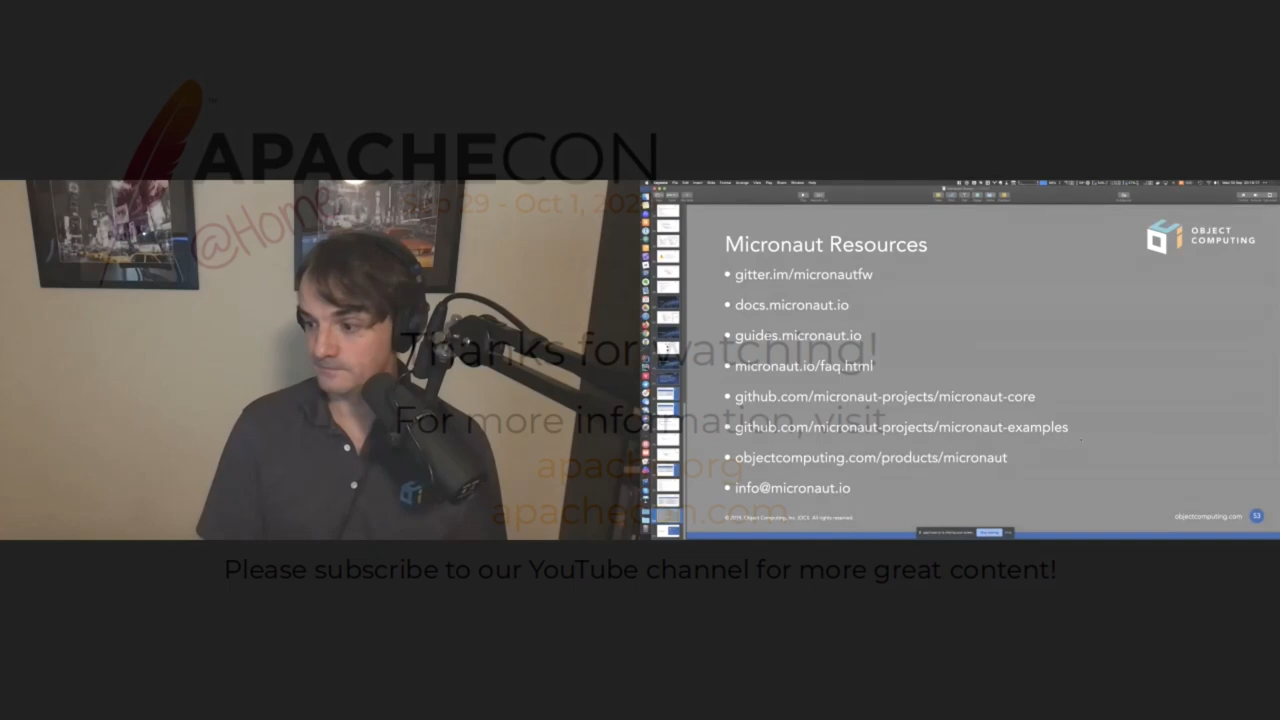 APACHECON
@Home
Sep 29 - Oct 1, 202
Micronaut Resources
OBJECT
COMPUTING
• gitter.im/micronautfw
• docs.micronaut.io
• guides.micronaut.io
• micronaut.io/faq.html
• github.com/micronaut-projects/micronaut-core
• github.com/micronaut-projects/micronaut-examples
• objectcomputing.com/products/micronaut
• info@micronaut.io
objectcomputing.com 53
Thanks for watching!
For more information, visit
apache.org
apachecon.com
Please subscribe to our YouTube channel for more great content!